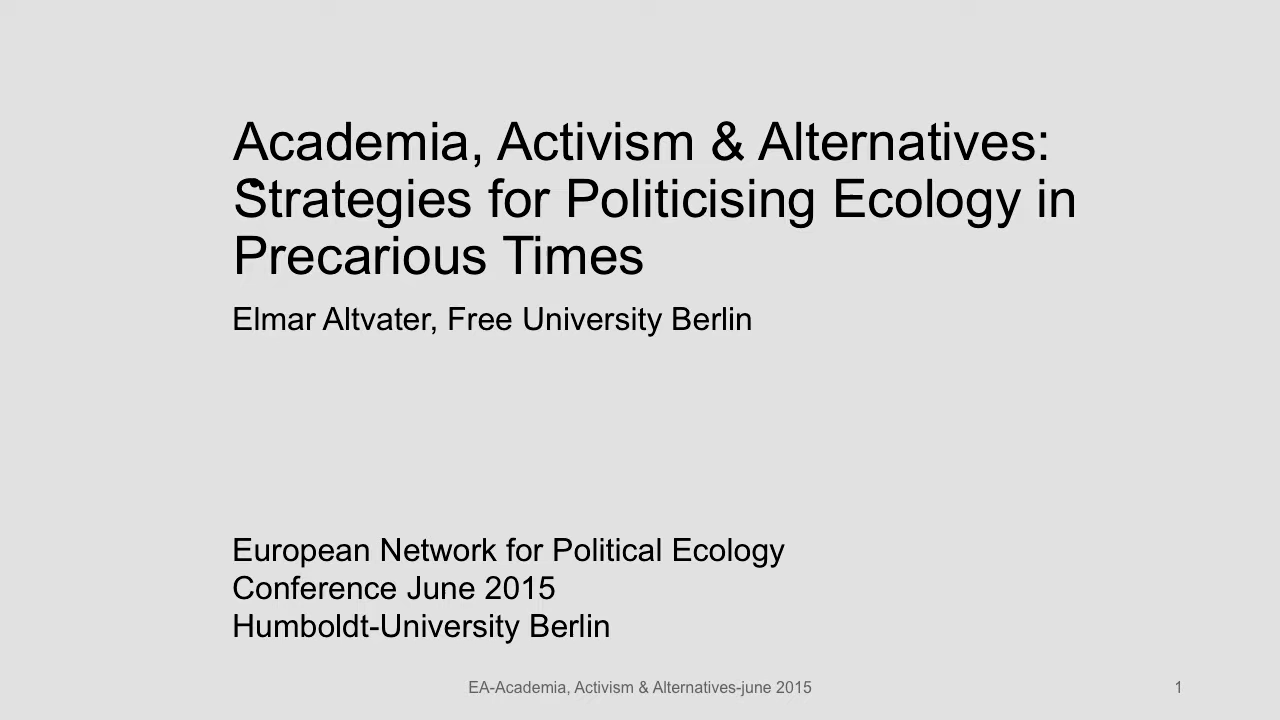 Academia, Activism & Alternatives:
Strategies for Politicising Ecology in
Precarious Times
Elmar Altvater, Free University Berlin
European Network for Political Ecology
Conference June 2015
Humboldt-University Berlin
EA-Academia, Activism & Alternatives-june 2015
1